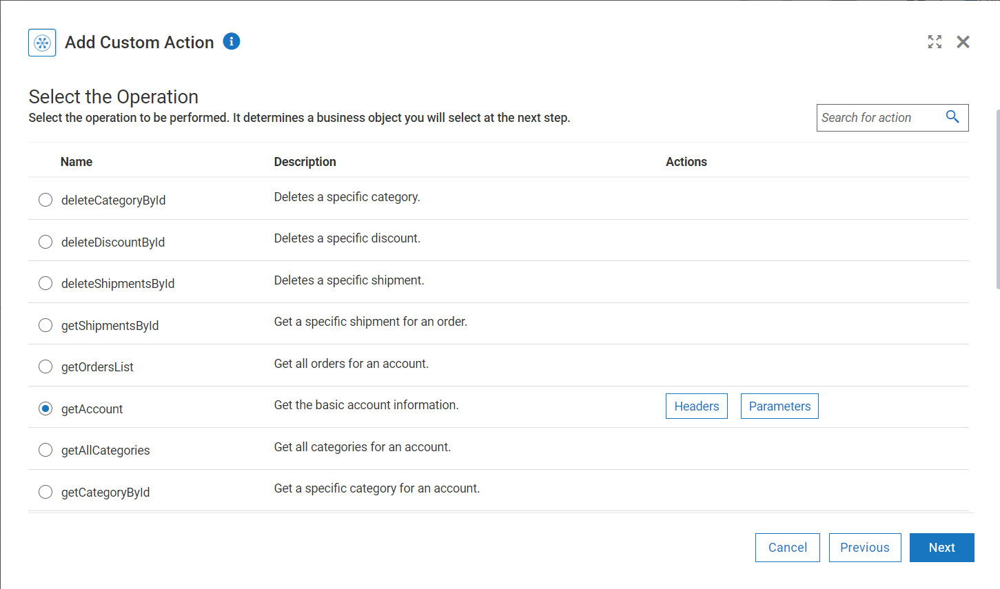 Add Custom Action
Select the Operation
Select the operation to be performed. It determines a business object you will select at the next step.
Search for action
Name Description Actions
deleteCategoryById Deletes a specific category.
deleteDiscountById Deletes a specific discount.
deleteShipmentsById Deletes a specific shipment.
getShipmentsById Get a specific shipment for an order.
getOrdersList Get all orders for an account.
getAccount Get the basic account information. Headers Parameters
getAllCategories Get all categories for an account.
getCategoryById Get a specific category for an account.
Cancel Previous Next